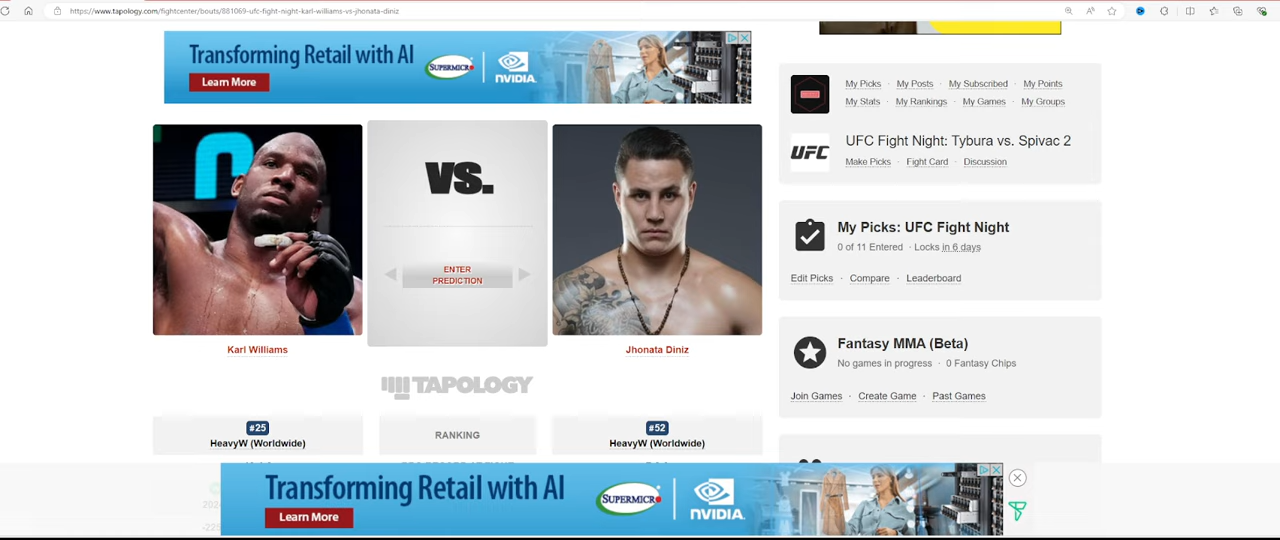 https://www.tapology.com/fightcenter/bouts/881069-ufc-fight-night-karl-williams-vs-jhonata-diniz
Transforming Retail with AI
Learn More
SUPERMICRO
NVIDIA.
VS.
ENTER
PREDICTION
Karl Williams
Jhonata Diniz
TAPOLOGY
#25
HeavyW (Worldwide)
RANKING
#52
HeavyW (Worldwide)
My Picks · My Posts · My Subscribed · My Points
My Stats · My Rankings · My Games · My Groups
UFC
UFC Fight Night: Tybura vs. Spivac 2
Make Picks · Fight Card · Discussion
My Picks: UFC Fight Night
0 of 11 Entered · Locks in 6 days
Edit Picks · Compare · Leaderboard
Fantasy MMA (Beta)
No games in progress · 0 Fantasy Chips
Join Games · Create Game · Past Games
Transforming Retail with AI
Learn More
SUPERMICRO
NVIDIA.